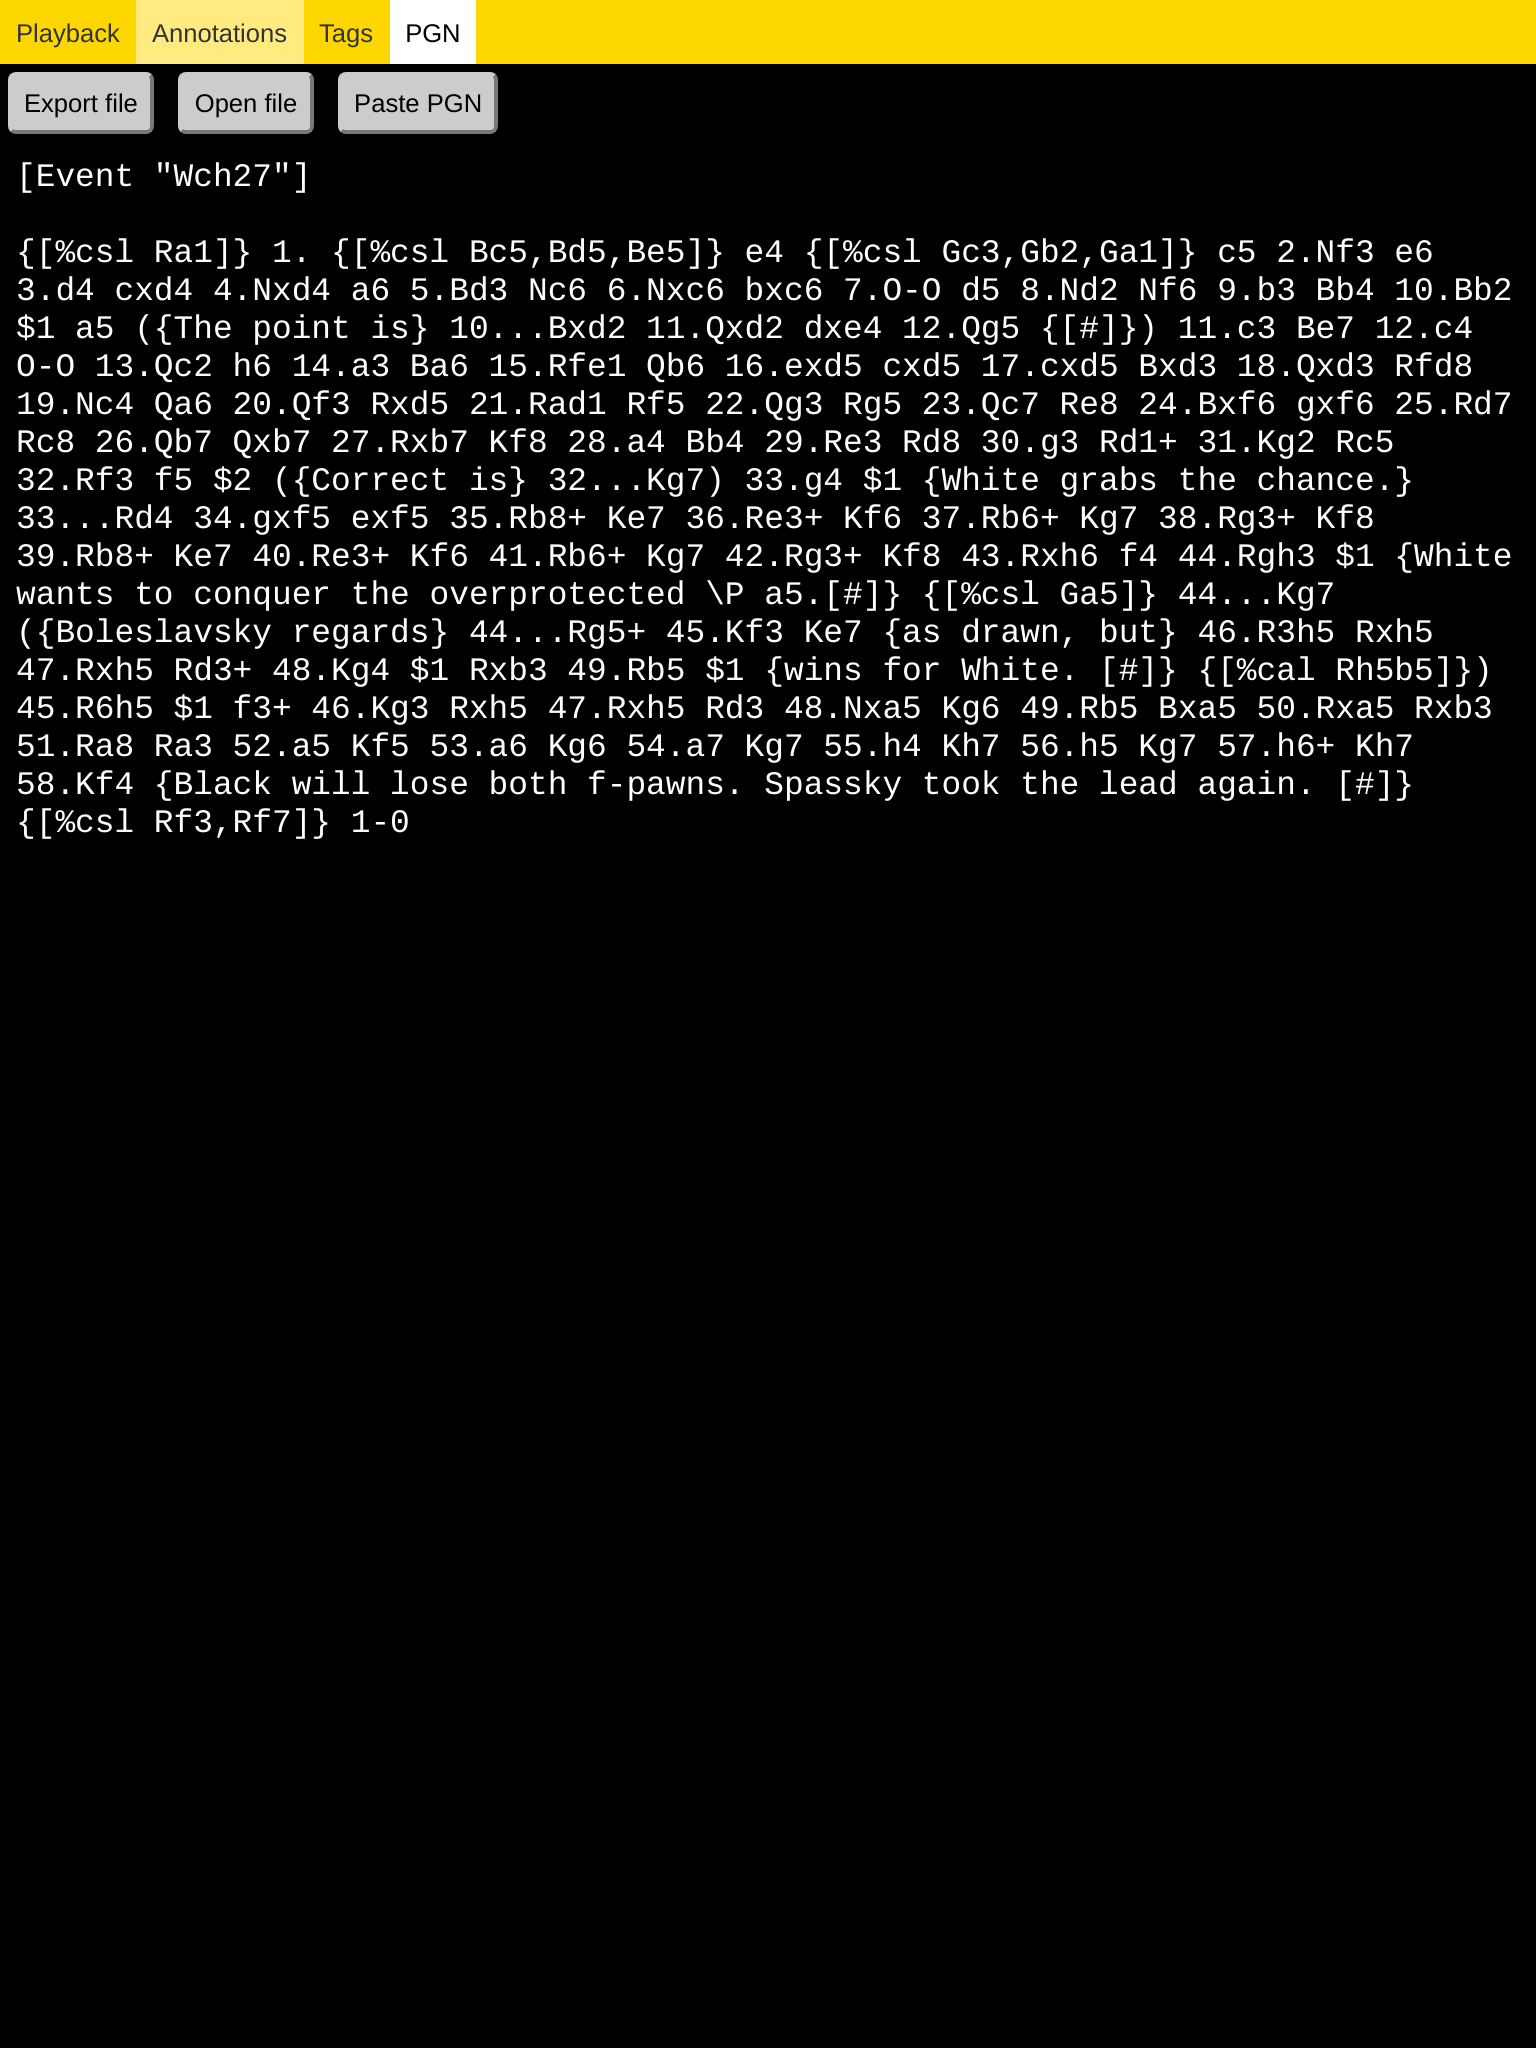 Playback Annotations Tags PGN
Export file Open file Paste PGN
[Event "Wch27"]
{[%csl Ra1]} 1. {[%csl Bc5,Bd5,Be5]} e4 {[%csl Gc3,Gb2,Ga1]} c5 2.Nf3 e6
3.d4 cxd4 4.Nxd4 a6 5.Bd3 Nc6 6.Nxc6 bxc6 7.O-O d5 8.Nd2 Nf6 9.b3 Bb4 10.Bb2
$1 a5 ({The point is} 10...Bxd2 11.Qxd2 dxe4 12.Qg5 {[#]}) 11.c3 Be7 12.c4
O-O 13.Qc2 h6 14.a3 Ba6 15.Rfe1 Qb6 16.exd5 cxd5 17.cxd5 Bxd3 18.Qxd3 Rfd8
19.Nc4 Qa6 20.Qf3 Rxd5 21.Rad1 Rf5 22.Qg3 Rg5 23.Qc7 Re8 24.Bxf6 gxf6 25.Rd7
Rc8 26.Qb7 Qxb7 27.Rxb7 Kf8 28.a4 Bb4 29.Re3 Rd8 30.g3 Rd1+ 31.Kg2 Rc5
32.Rf3 f5 $2 ({Correct is} 32...Kg7) 33.g4 $1 {White grabs the chance.}
33...Rd4 34.gxf5 exf5 35.Rb8+ Ke7 36.Re3+ Kf6 37.Rb6+ Kg7 38.Rg3+ Kf8
39.Rb8+ Ke7 40.Re3+ Kf6 41.Rb6+ Kg7 42.Rg3+ Kf8 43.Rxh6 f4 44.Rgh3 $1 {White
wants to conquer the overprotected \P a5.[#]} {[%csl Ga5]} 44...Kg7
({Boleslavsky regards} 44...Rg5+ 45.Kf3 Ke7 {as drawn, but} 46.R3h5 Rxh5
47.Rxh5 Rd3+ 48.Kg4 $1 Rxb3 49.Rb5 $1 {wins for White. [#]} {[%cal Rh5b5]})
45.R6h5 $1 f3+ 46.Kg3 Rxh5 47.Rxh5 Rd3 48.Nxa5 Kg6 49.Rb5 Bxa5 50.Rxa5 Rxb3
51.Ra8 Ra3 52.a5 Kf5 53.a6 Kg6 54.a7 Kg7 55.h4 Kh7 56.h5 Kg7 57.h6+ Kh7
58.Kf4 {Black will lose both f-pawns. Spassky took the lead again. [#]}
{[%csl Rf3,Rf7]} 1-0